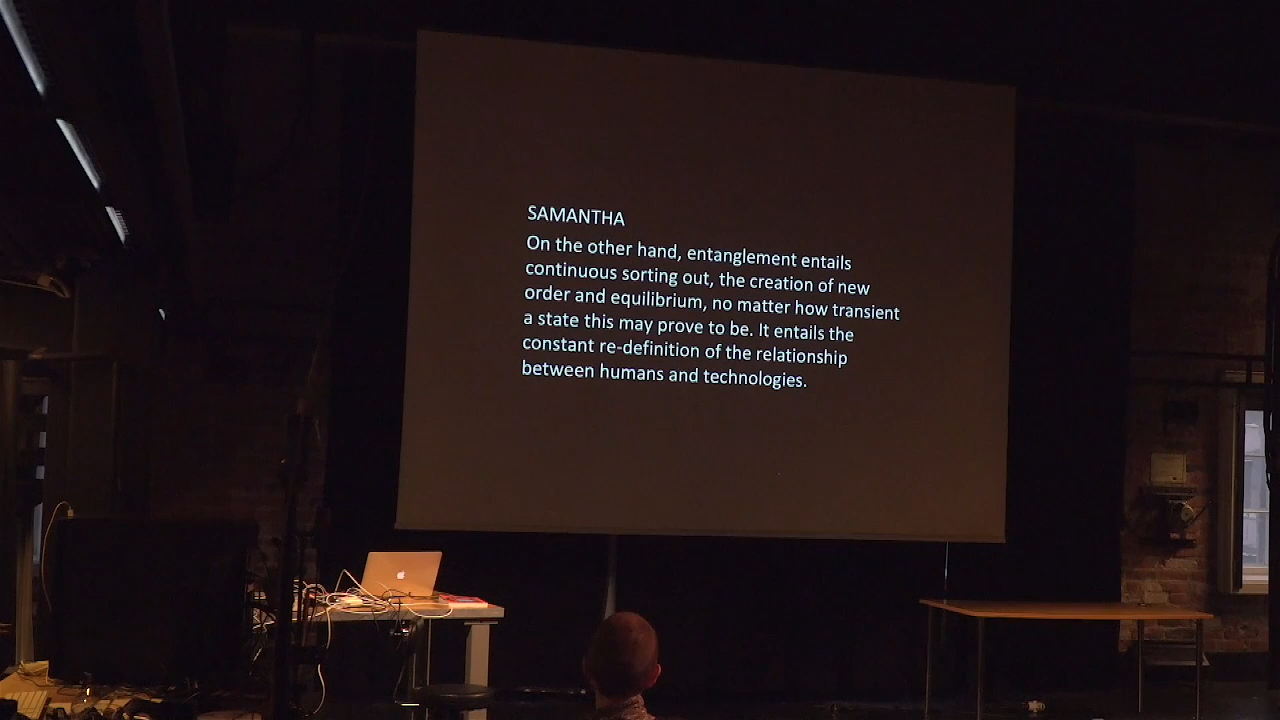 SAMANTHA
On the other hand, entanglement entails
continuous sorting out, the creation of new
order and equilibrium, no matter how transient
a state this may prove to be. It entails the
constant re-definition of the relationship
between humans and technologies.